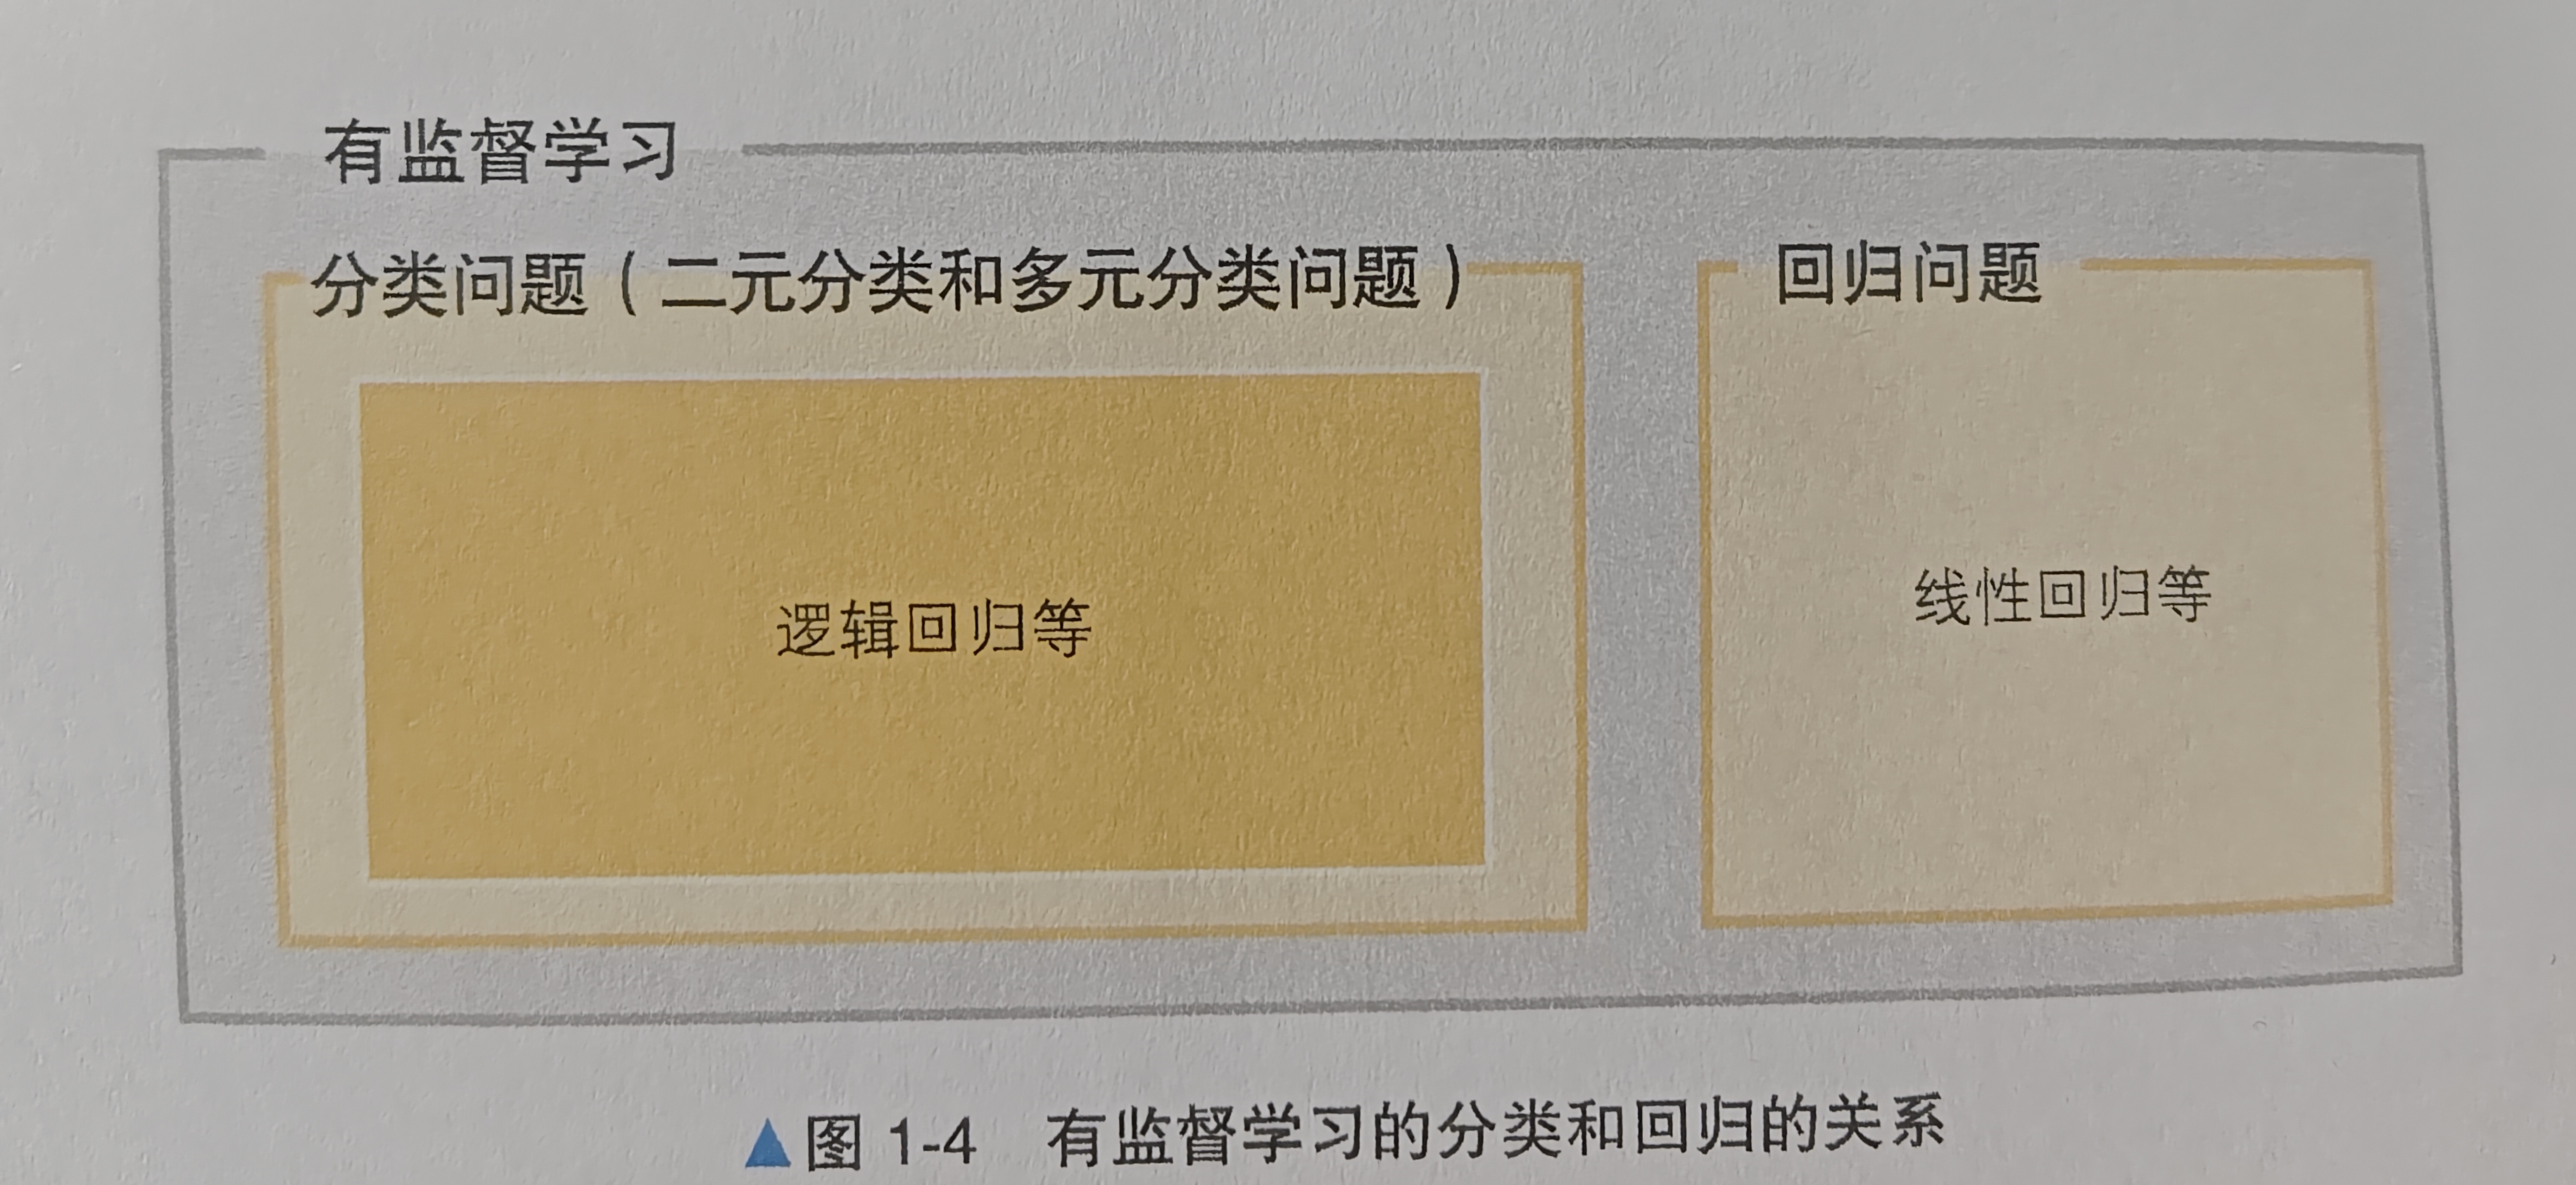 有监督学习
分类问题（二元分类和多元分类问题）
回归问题
逻辑回归等
线性回归等
▲图 1-4　有监督学习的分类和回归的关系